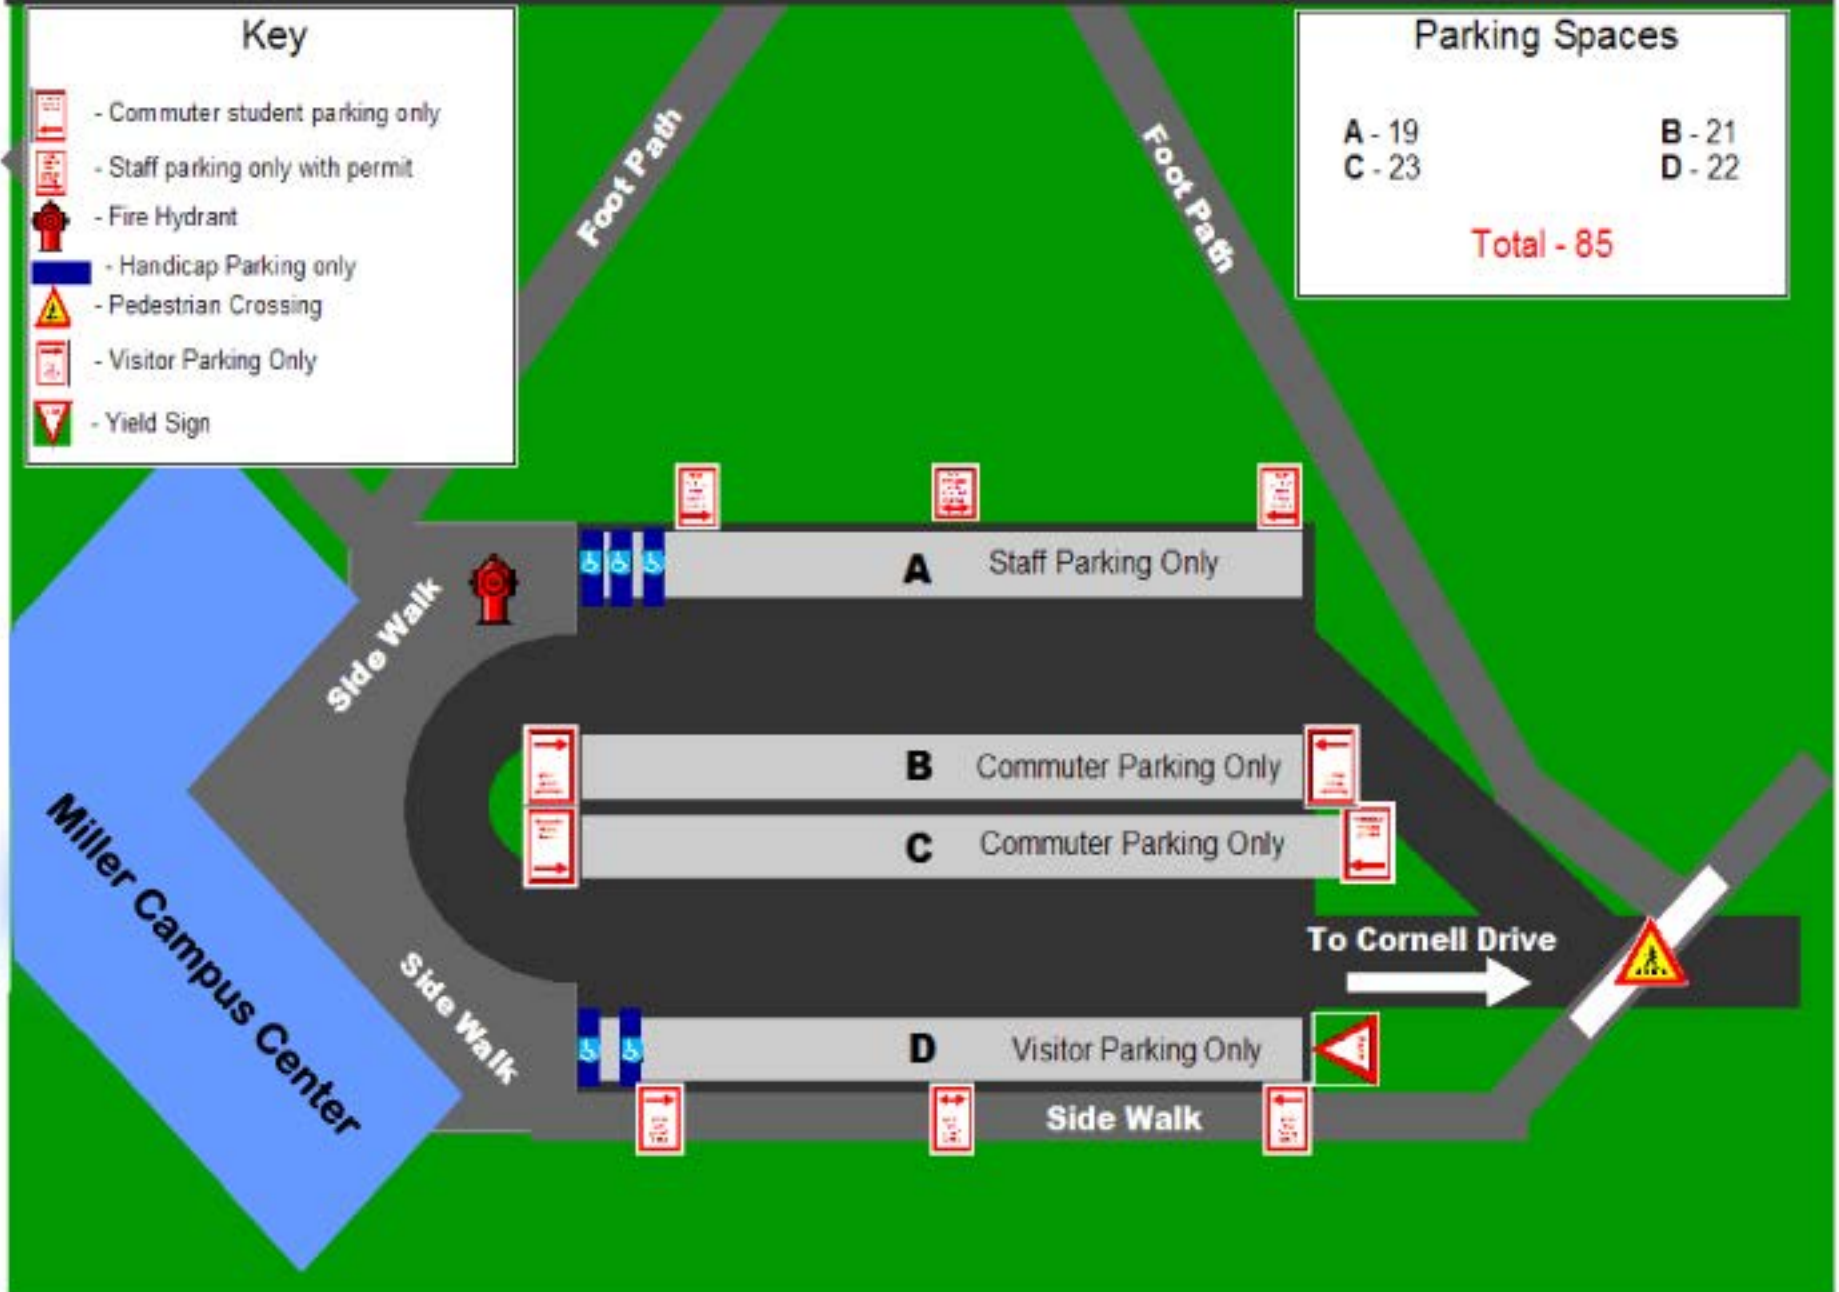 Key
- Commuter student parking only
- Staff parking only with permit
- Fire Hydrant
- Handicap Parking only
- Pedestrian Crossing
- Visitor Parking Only
- Yield Sign
Foot Path
Foot Path
Parking Spaces
A - 19 B - 21
C - 23 D - 22
Total - 85
A Staff Parking Only
Side Walk
B Commuter Parking Only
C Commuter Parking Only
Miller Campus Center
To Cornell Drive
Side Walk
D Visitor Parking Only
Side Walk